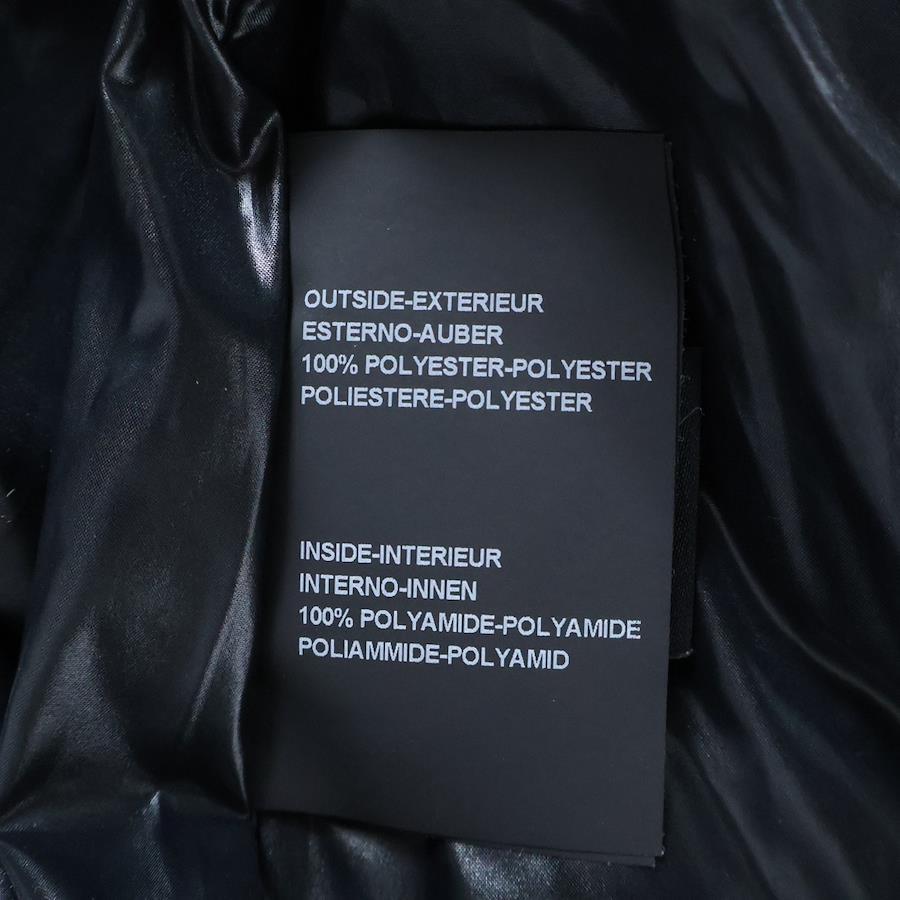 OUTSIDE-EXTERIEUR
ESTERNO-AUBER
100% POLYESTER-POLYESTER
POLIESTERE-POLYESTER
INSIDE-INTERIEUR
INTERNO-INNEN
100% POLYAMIDE-POLYAMIDE
POLIAMMIDE-POLYAMID